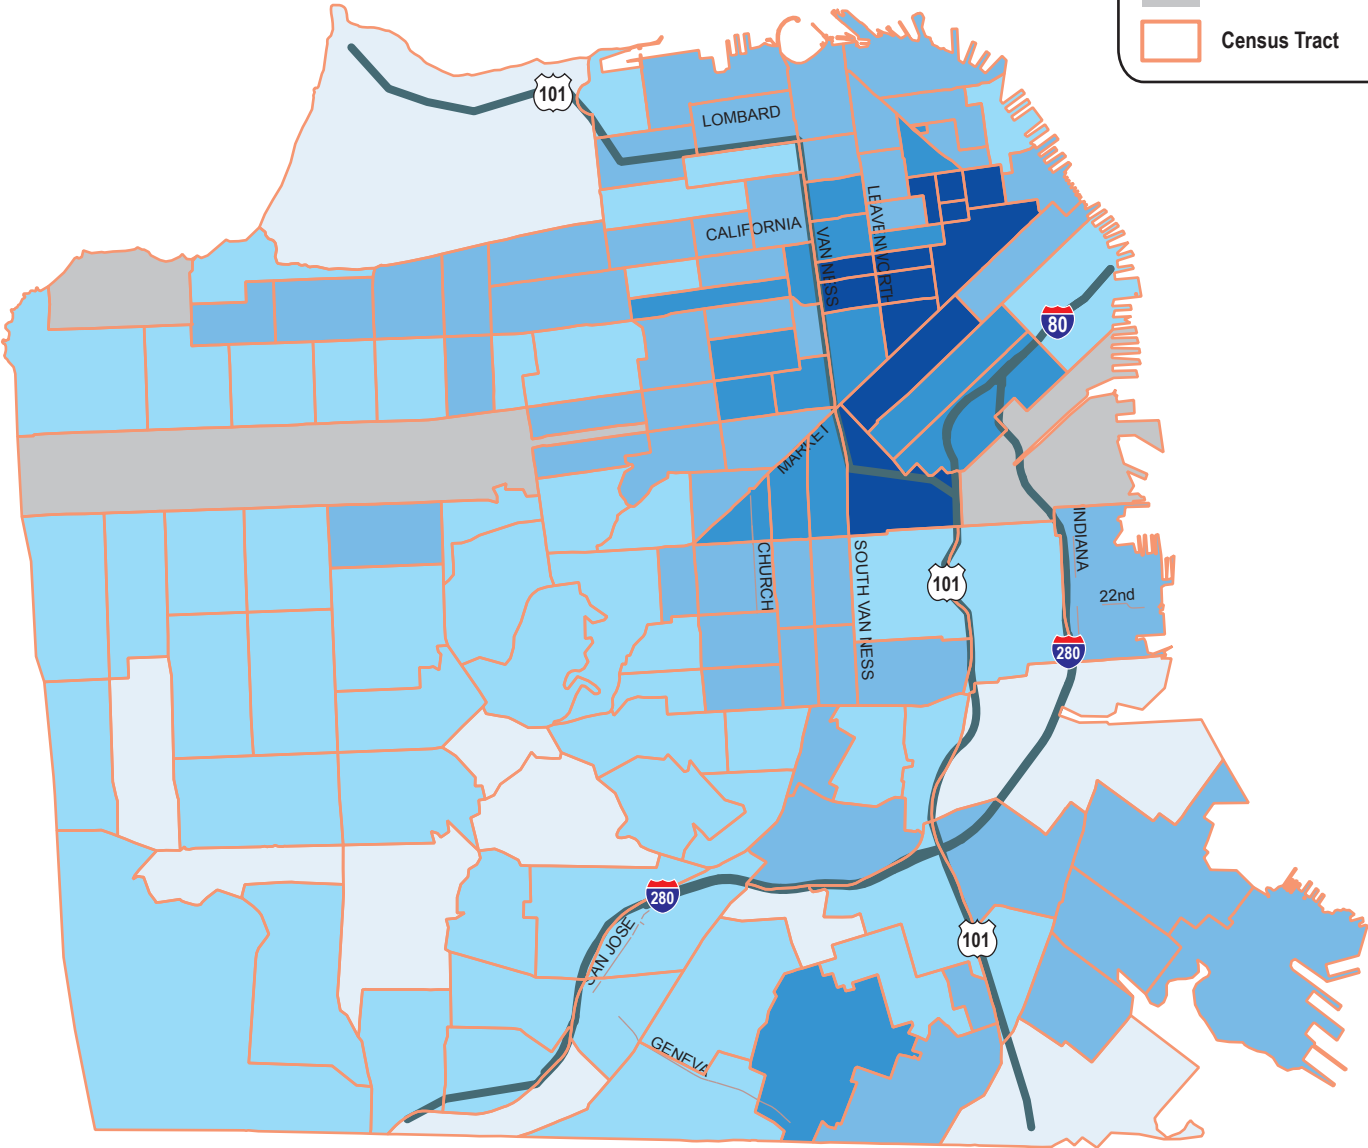 Census Tract
101
LOMBARD
CALIFORNIA
VAN NESS
LEAVENWORTH
80
MARKET
CHURCH
SOUTH VAN NESS
INDIANA
101
22nd
280
280
SAN JOSE
101
GENEVA